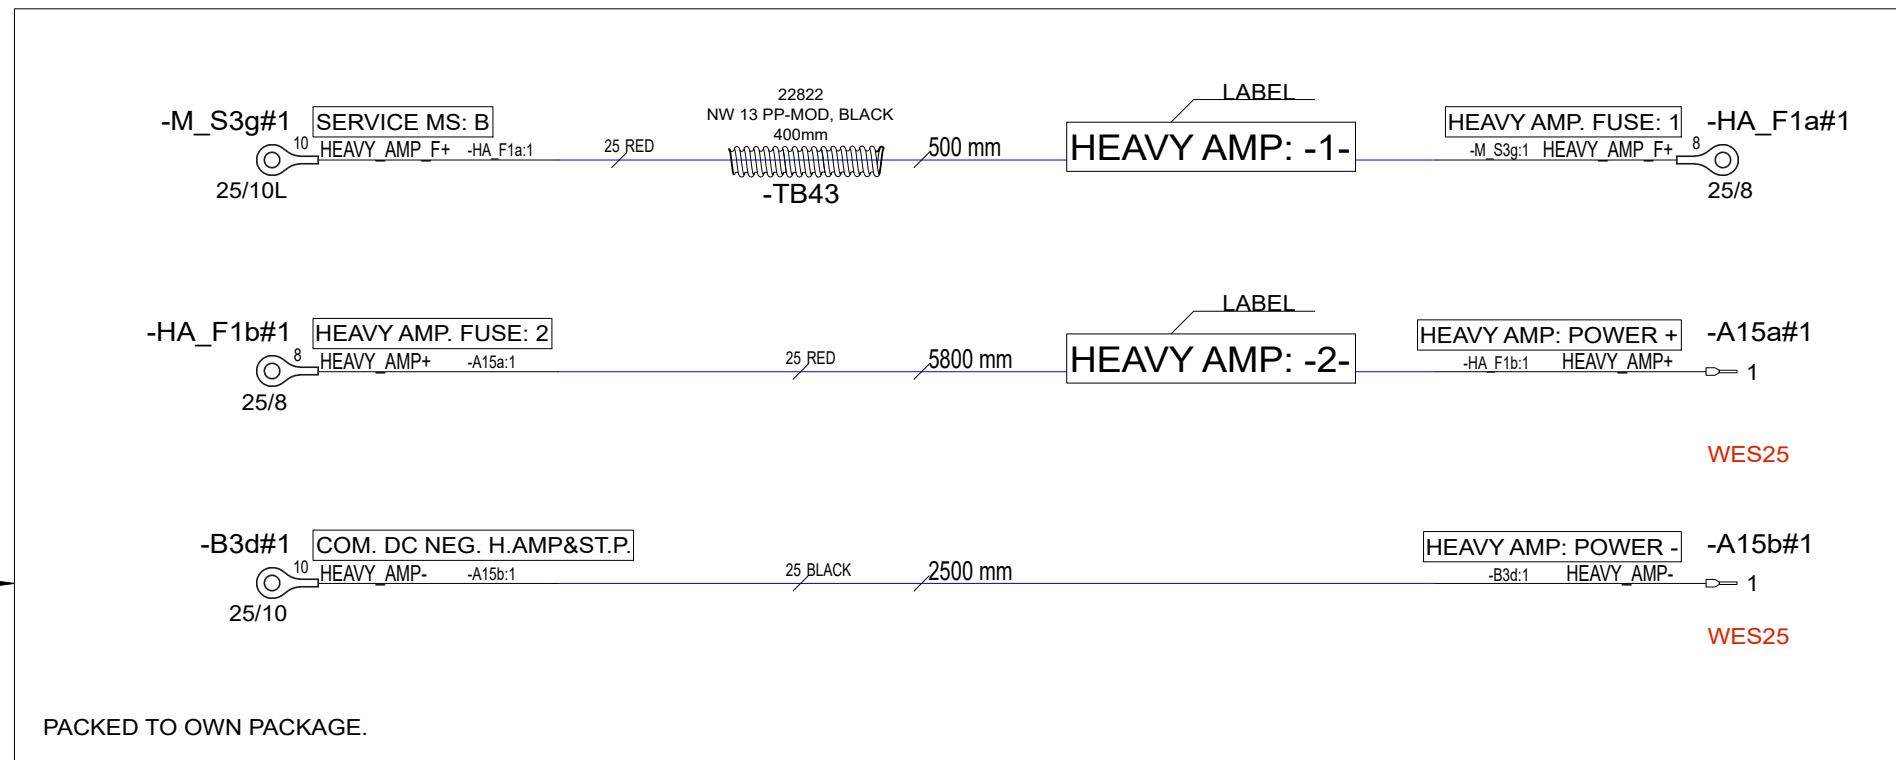 22822
NW 13 PP-MOD, BLACK
400mm
LABEL
-M_S3g#1 SERVICE MS: B
HEAVY AMP. FUSE: 1 -HA_F1a#1
10 HEAVY_AMP_F+ -HA_F1a:1 25 RED 500 mm HEAVY AMP: -1- -M_S3g:1 HEAVY_AMP_F+ 8
25/10L -TB43 25/8
LABEL
-HA_F1b#1 HEAVY AMP. FUSE: 2
HEAVY AMP: POWER + -A15a#1
8 HEAVY_AMP+ -A15a:1 25 RED 5800 mm HEAVY AMP: -2- -HA_F1b:1 HEAVY_AMP+ 1
25/8
WES25
-B3d#1 COM. DC NEG. H.AMP&ST.P.
HEAVY AMP: POWER - -A15b#1
10 HEAVY_AMP- -A15b:1 25 BLACK 2500 mm -B3d:1 HEAVY_AMP- 1
25/10
WES25
PACKED TO OWN PACKAGE.